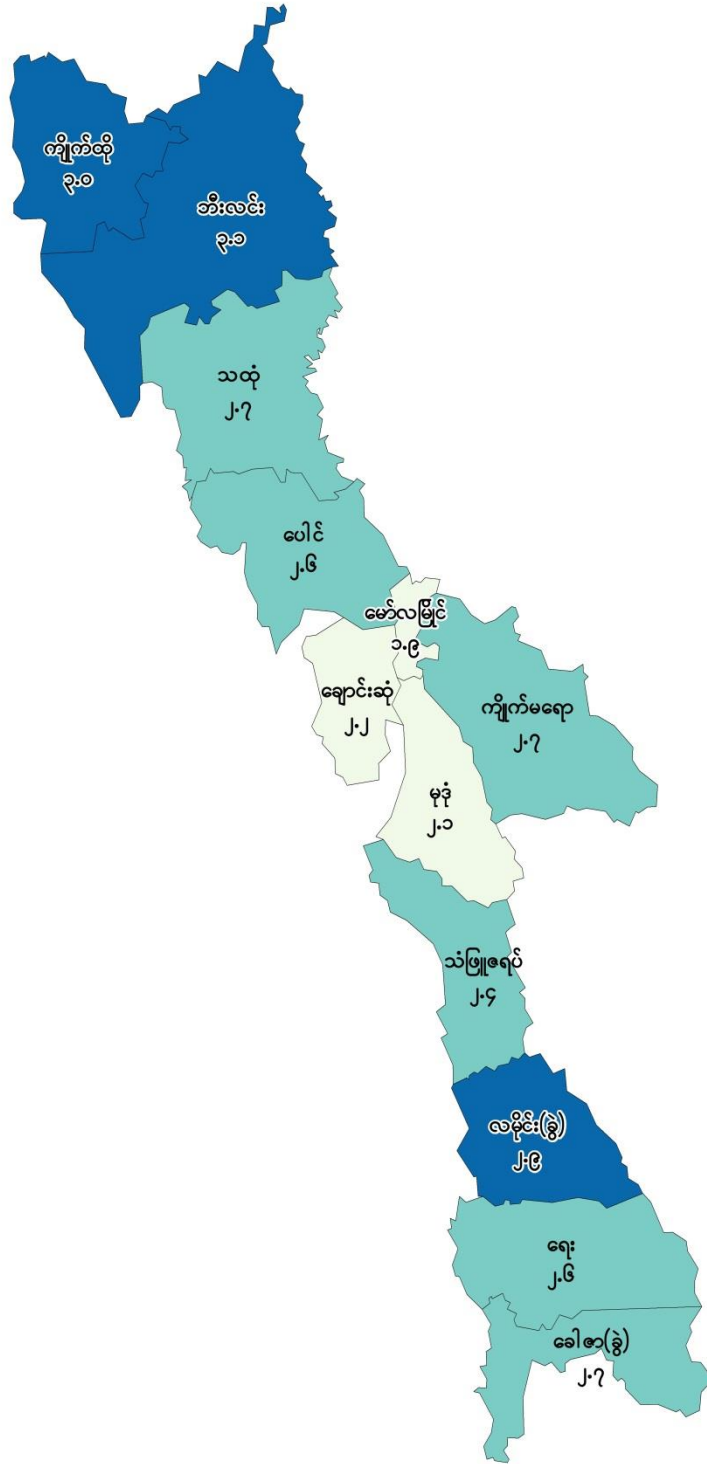 ကျိုက်ထို
၃.၀
ဘီးလင်း
၃.၁
သထုံ
၂.၇
ပေါင်
၂.၆
မော်လမြိုင်
၁.၉
ချောင်းဆုံ
၂.၂
ကျိုက်မရော
၂.၇
မုဒုံ
၂.၁
သံဖြူဇရပ်
၂.၄
လမိုင်း(ခွဲ)
၂.၉
ရေး
၂.၆
ခေါဇာ(ခွဲ)
၂.၇